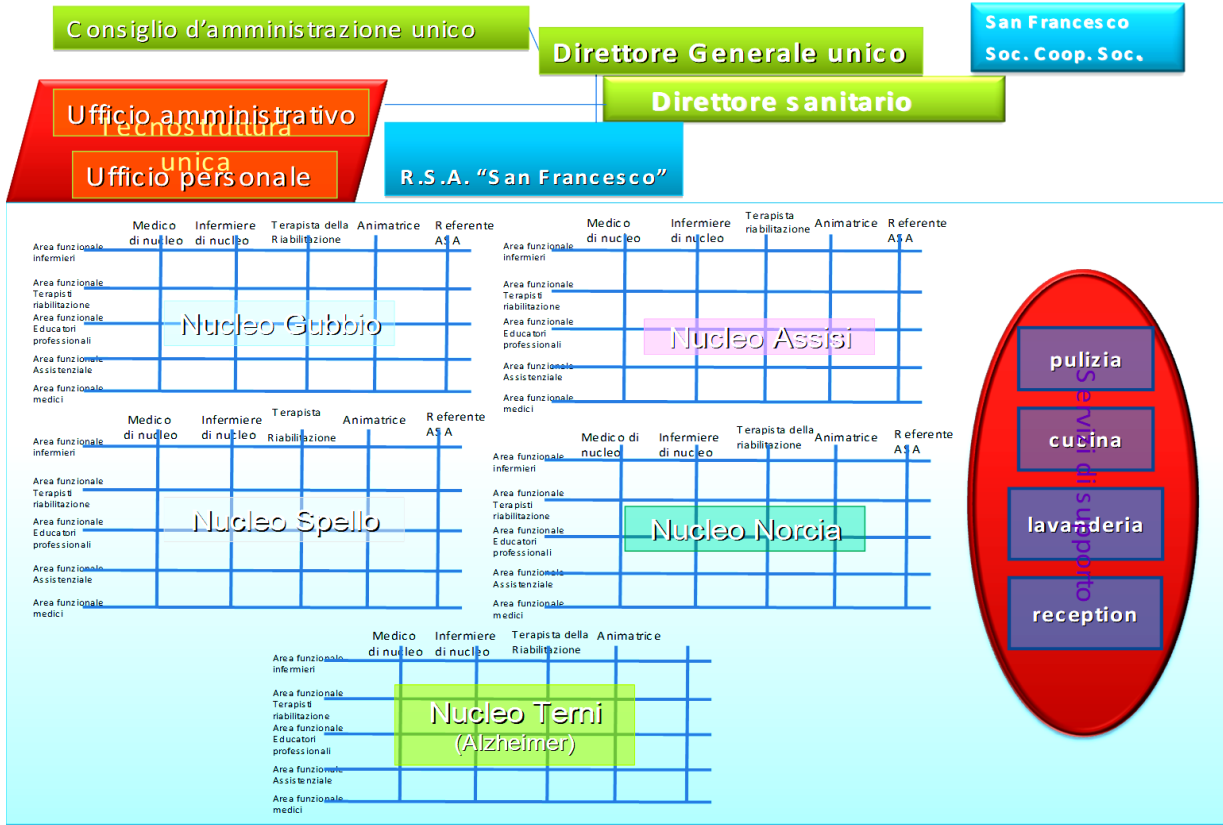 Consiglio d'amministrazione unico
Direttore Generale unico
San Francesco
Soc. Coop. Soc.
Direttore sanitario
Ufficio amministrativo
Tecnostruttura
unica
Ufficio personale
R.S.A. “San Francesco”
Medico
di nucleo
Infermiere
di nucleo
Terapista della
Riabilitazione
Animatrice
Referente
ASA
Area funzionale
infermieri
Area funzionale
Terapisti
riabilitazione
Area funzionale
Educatori
professionali
Area funzionale
Assistenziale
Area funzionale
medici
Nucleo Gubbio
Medico
di nucleo
Infermiere
di nucleo
Terapista
riabilitazione
Animatrice
Referente
ASA
Area funzionale
infermieri
Area funzionale
Terapisti
riabilitazione
Area funzionale
Educatori
professionali
Area funzionale
Assistenziale
Area funzionale
medici
Nucleo Assisi
Medico
di nucleo
Infermiere
di nucleo
Terapista
Riabilitazione
Animatrice
Referente
ASA
Area funzionale
infermieri
Area funzionale
Terapisti
riabilitazione
Area funzionale
Educatori
professionali
Area funzionale
Assistenziale
Area funzionale
medici
Nucleo Spello
Medico di
nucleo
Infermiere
di nucleo
Terapista della
riabilitazione
Animatrice
Referente
ASA
Area funzionale
infermieri
Area funzionale
Terapisti
riabilitazione
Area funzionale
Educatori
professionali
Area funzionale
Assistenziale
Area funzionale
medici
Nucleo Norcia
Medico
di nucleo
Infermiere
di nucleo
Terapista della
Riabilitazione
Animatrice
Area funzionale
infermieri
Area funzionale
Terapisti
riabilitazione
Area funzionale
Educatori
professionali
Area funzionale
Assistenziale
Area funzionale
medici
Nucleo Terni
(Alzheimer)
Servizi di supporto
pulizia
cucina
lavanderia
reception